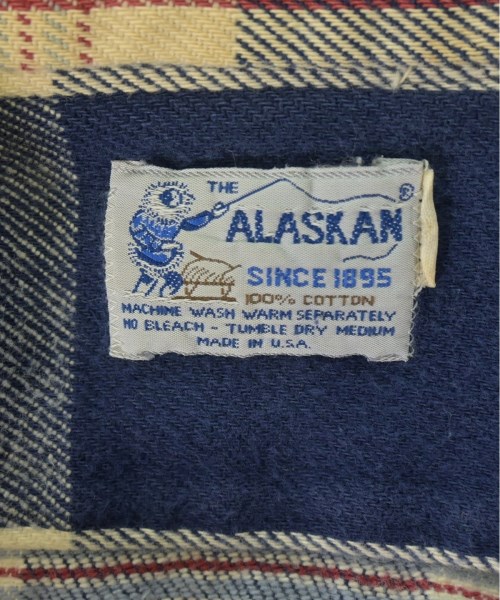 THE
ALASKAN ®
SINCE 1895
100% COTTON
MACHINE WASH WARM SEPARATELY
NO BLEACH - TUMBLE DRY MEDIUM
MADE IN U.S.A.